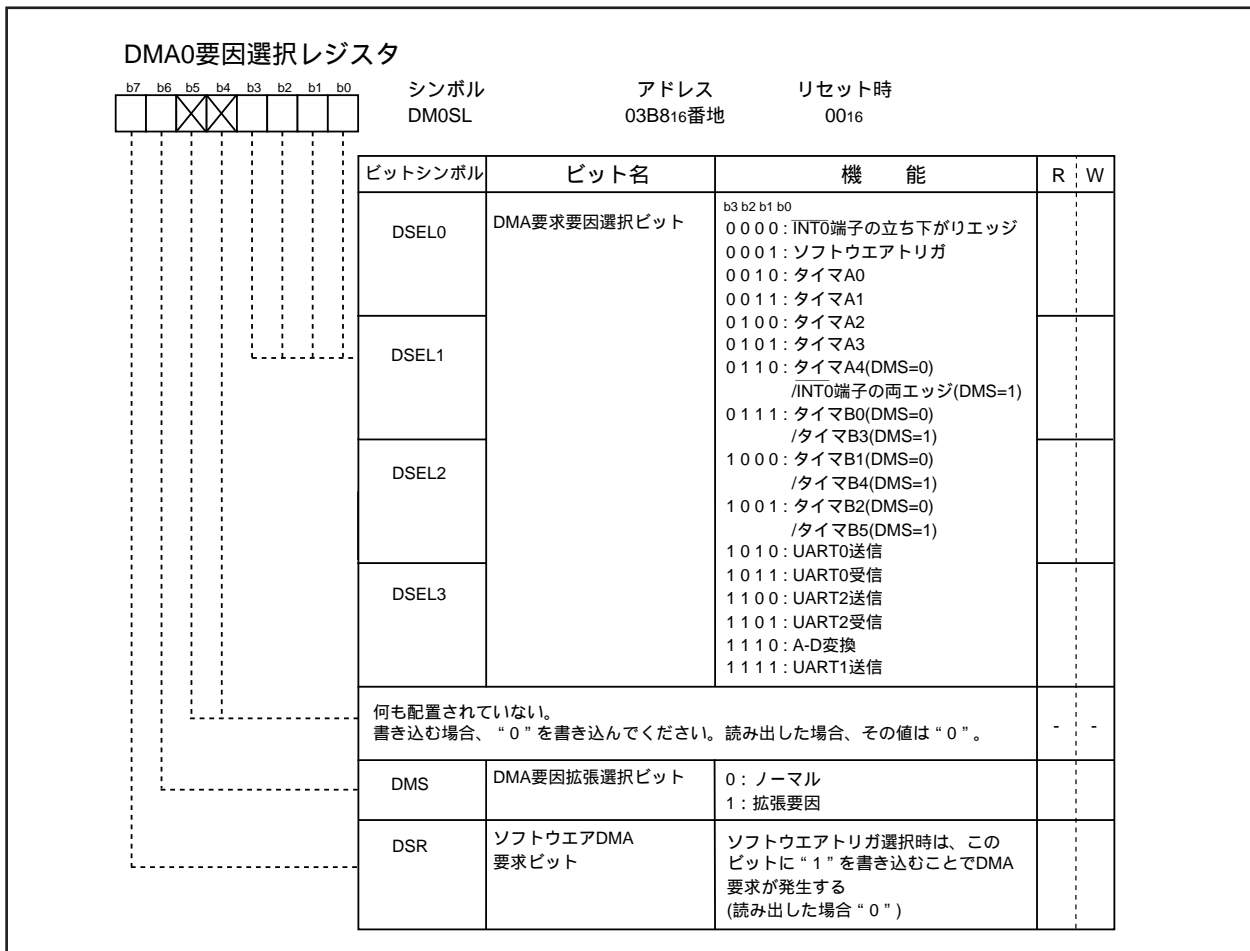 DMA0要因選択レジスタ
b7 b6 b5 b4 b3 b2 b1 b0
シンボル アドレス リセット時
DM0SL 03B816番地 0016
ビットシンボル ビット名 機 能 R W
DSEL0 DMA要求要因選択ビット
b3 b2 b1 b0
0 0 0 0 : INT0端子の立ち下がりエッジ
0 0 0 1 : ソフトウエアトリガ
0 0 1 0 : タイマA0
0 0 1 1 : タイマA1
0 1 0 0 : タイマA2
DSEL1
0 1 0 1 : タイマA3
0 1 1 0 : タイマA4(DMS=0)
/INT0端子の両エッジ(DMS=1)
0 1 1 1 : タイマB0(DMS=0)
/タイマB3(DMS=1)
DSEL2
1 0 0 0 : タイマB1(DMS=0)
/タイマB4(DMS=1)
1 0 0 1 : タイマB2(DMS=0)
/タイマB5(DMS=1)
1 0 1 0 : UART0送信
DSEL3
1 0 1 1 : UART0受信
1 1 0 0 : UART2送信
1 1 0 1 : UART2受信
1 1 1 0 : A-D変換
1 1 1 1 : UART1送信
何も配置されていない。
書き込む場合、“ 0 ” を書き込んでください。読み出した場合、その値は “ 0 ” 。 - -
DMS DMA要因拡張選択ビット
0 : ノーマル
1 : 拡張要因
DSR
ソフトウエアDMA
要求ビット
ソフトウエアトリガ選択時は、この
ビットに “ 1 ” を書き込むことでDMA
要求が発生する
(読み出した場合 “ 0 ” )